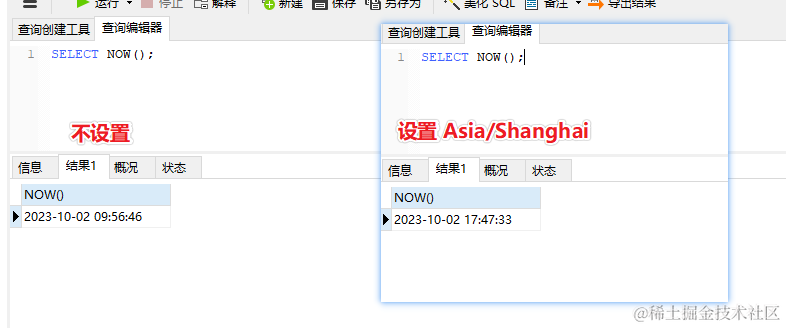 运行 停止 解释 新建 保存 另存为 美化 SQL 备注 导出结果
查询创建工具 查询编辑器
1 SELECT NOW();
不设置
信息 结果1 概况 状态
NOW()
2023-10-02 09:56:46
查询创建工具 查询编辑器
1 SELECT NOW();
设置 Asia/Shanghai
信息 结果1 概况 状态
NOW()
2023-10-02 17:47:33
@稀土掘金技术社区